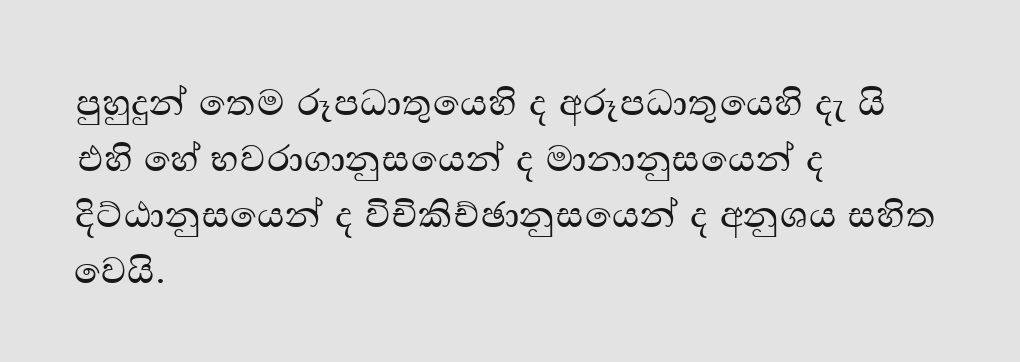 පුහුදුන් තෙම රූපධාතුයෙහි ද අරූපධාතුයෙහි දැ යි
එහි හේ භවරාගානුසයෙන් ද මානානුසයෙන් ද
දිට්ඨානුසයෙන් ද විචිකිච්ඡානුසයෙන් ද අනුශය සහිත
වෙයි.